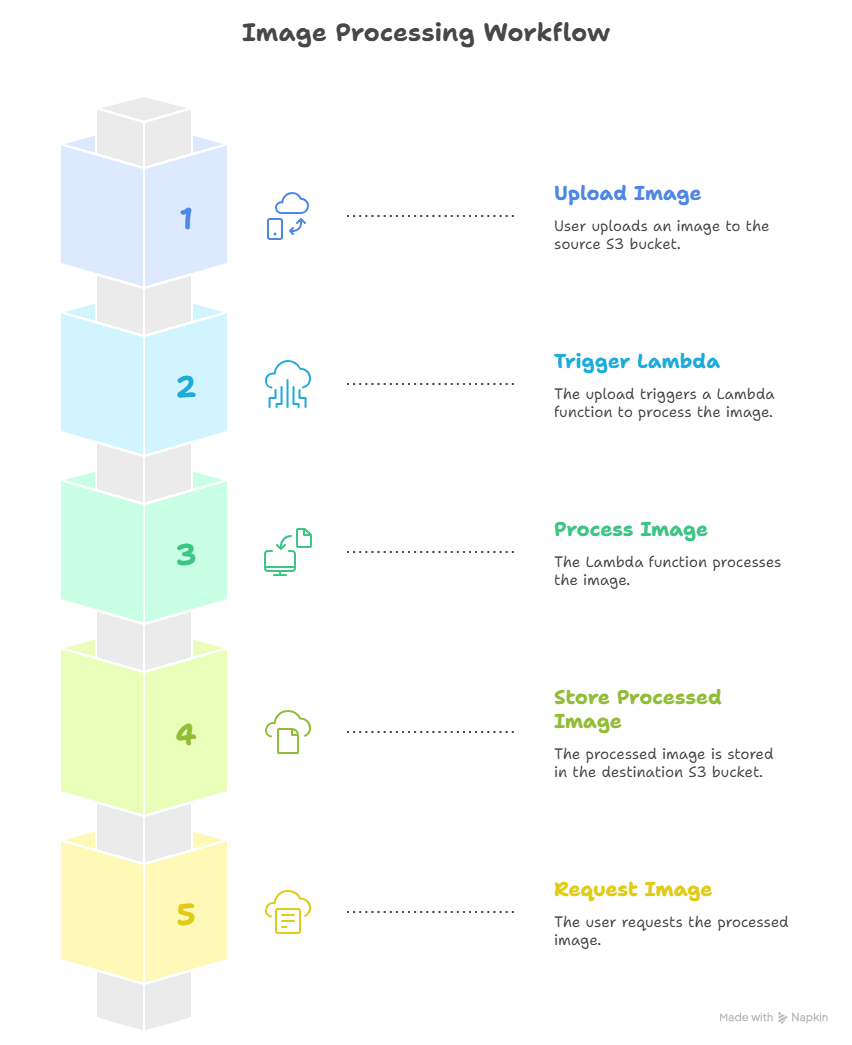 Image Processing Workflow
1
Upload Image
User uploads an image to the
source S3 bucket.
2
Trigger Lambda
The upload triggers a Lambda
function to process the image.
3
Process Image
The Lambda function processes
the image.
4
Store Processed
Image
The processed image is stored
in the destination S3 bucket.
5
Request Image
The user requests the processed
image.
Made with Napkin